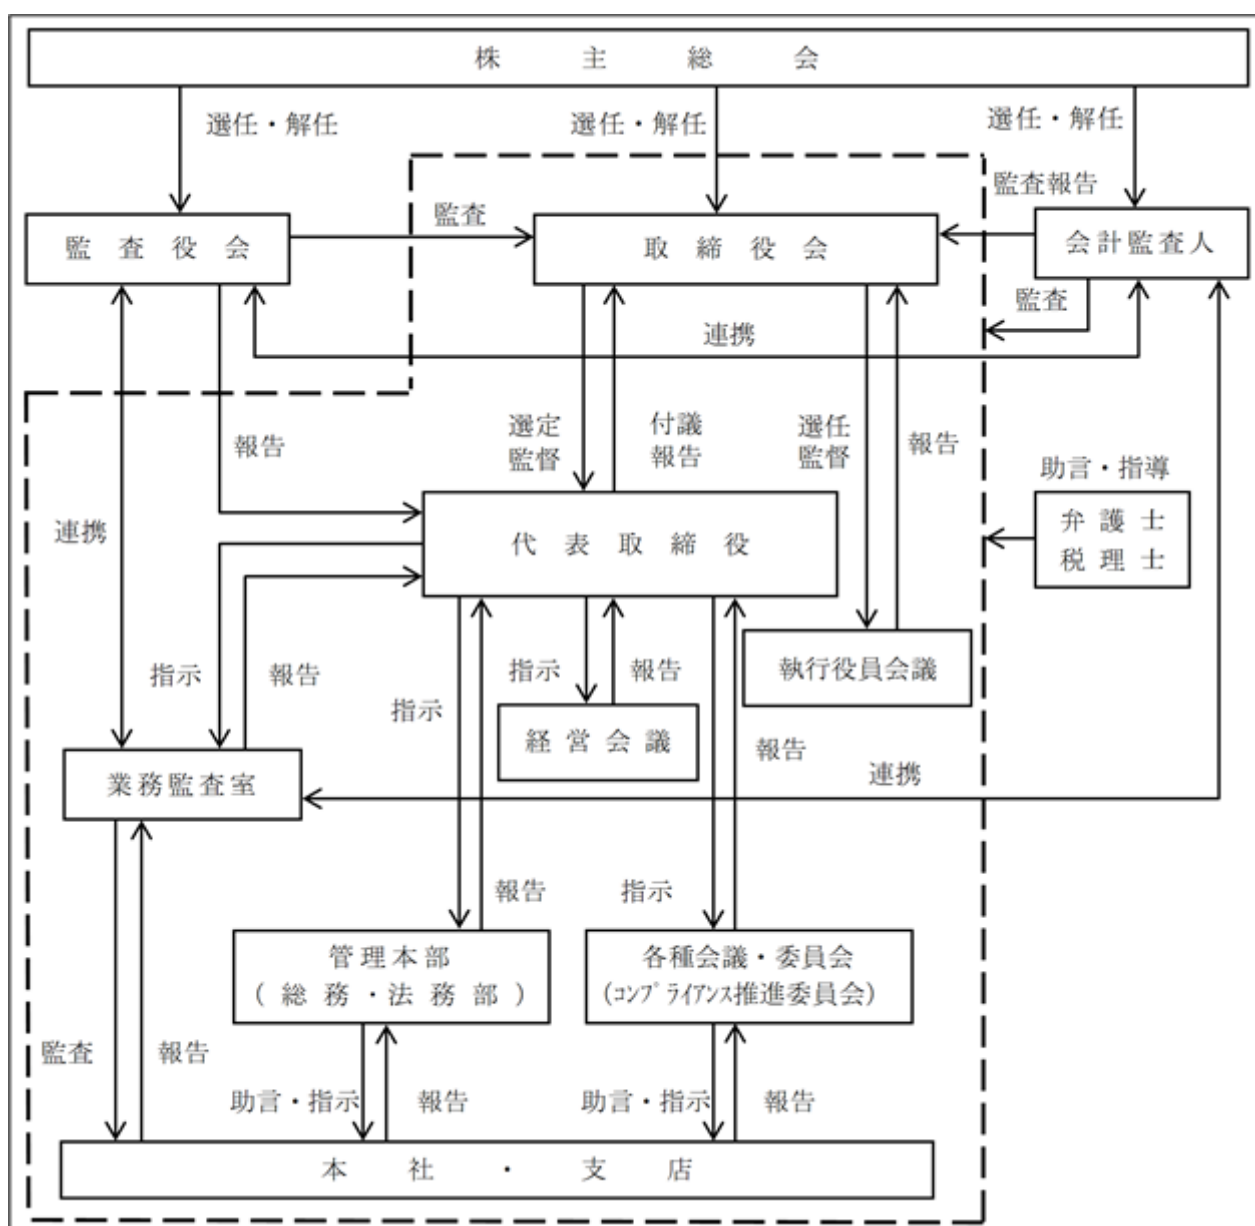 株主総会
選任・解任
選任・解任
選任・解任
監査報告
監査
監査役会
取締役会
会計監査人
監査
連携
報告
選定
監督
付議
報告
選任
監督
報告
助言・指導
弁護士
税理士
連携
代表取締役
指示
報告
指示
指示
報告
執行役員会議
経営会議
報告
業務監査室
連携
報告
指示
管理本部
(総務・法務部)
各種会議・委員会
(ｺﾝﾌﾟﾗｲｱﾝｽ推進委員会)
監査
報告
助言・指示
報告
助言・指示
報告
本社・支店